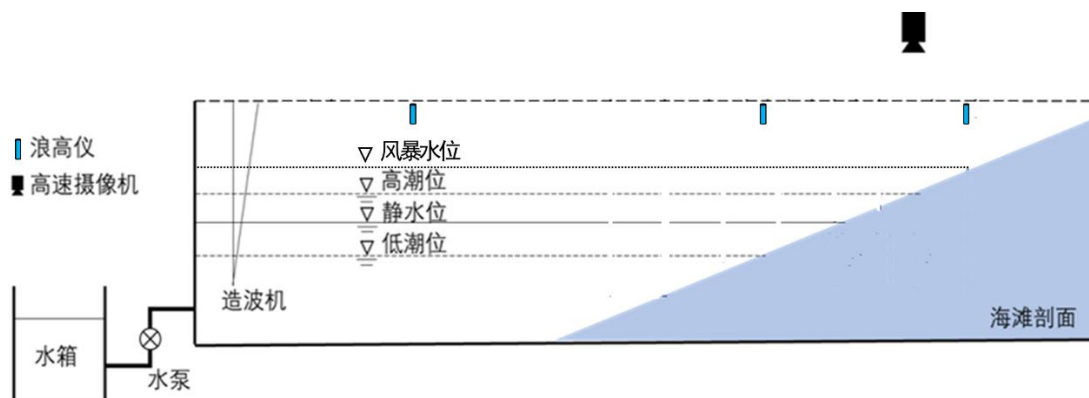 浪高仪
高速摄像机
风暴水位
高潮位
静水位
低潮位
造波机
海滩剖面
水箱
水泵